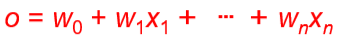 o = w₀ + w₁x₁ + ··· + wₙxₙ